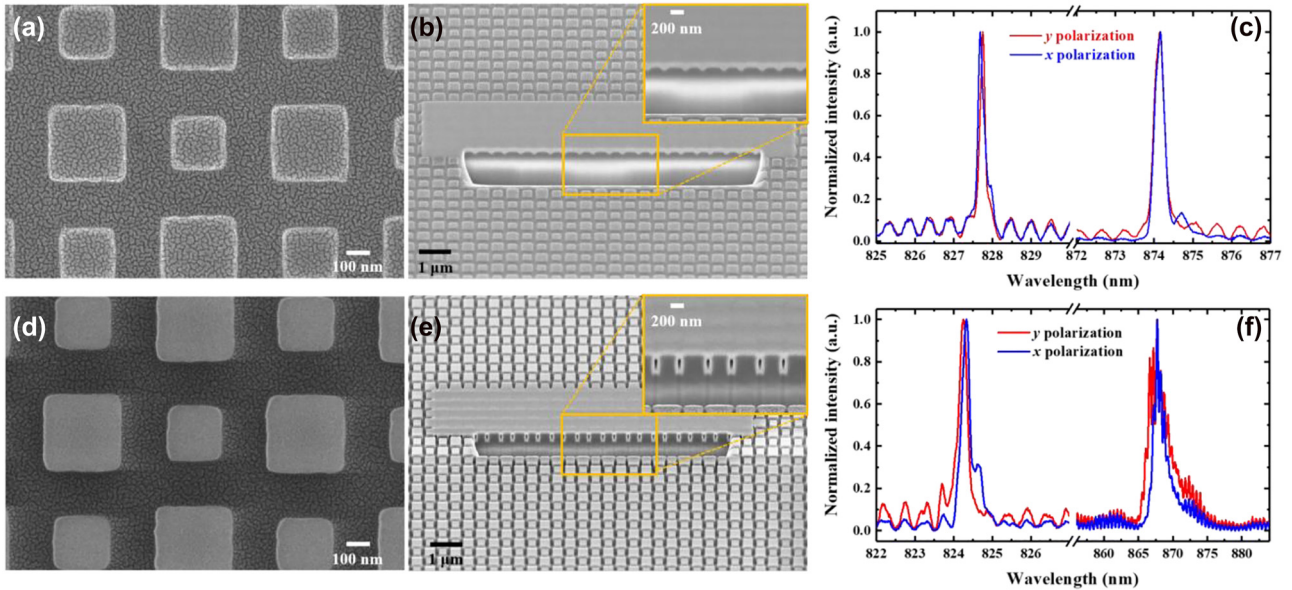 (a)
100 nm
(b)
200 nm
1 μm
(c)
y polarization
x polarization
Normalized intensity (a.u.)
1.0
0.8
0.6
0.4
0.2
0.0
825 826 827 828 829 872 873 874 875 876 877
Wavelength (nm)
(d)
100 nm
(e)
200 nm
1 μm
(f)
y polarization
x polarization
Normalized intensity (a.u.)
1.0
0.8
0.6
0.4
0.2
0.0
822 823 824 825 826 860 865 870 875 880
Wavelength (nm)